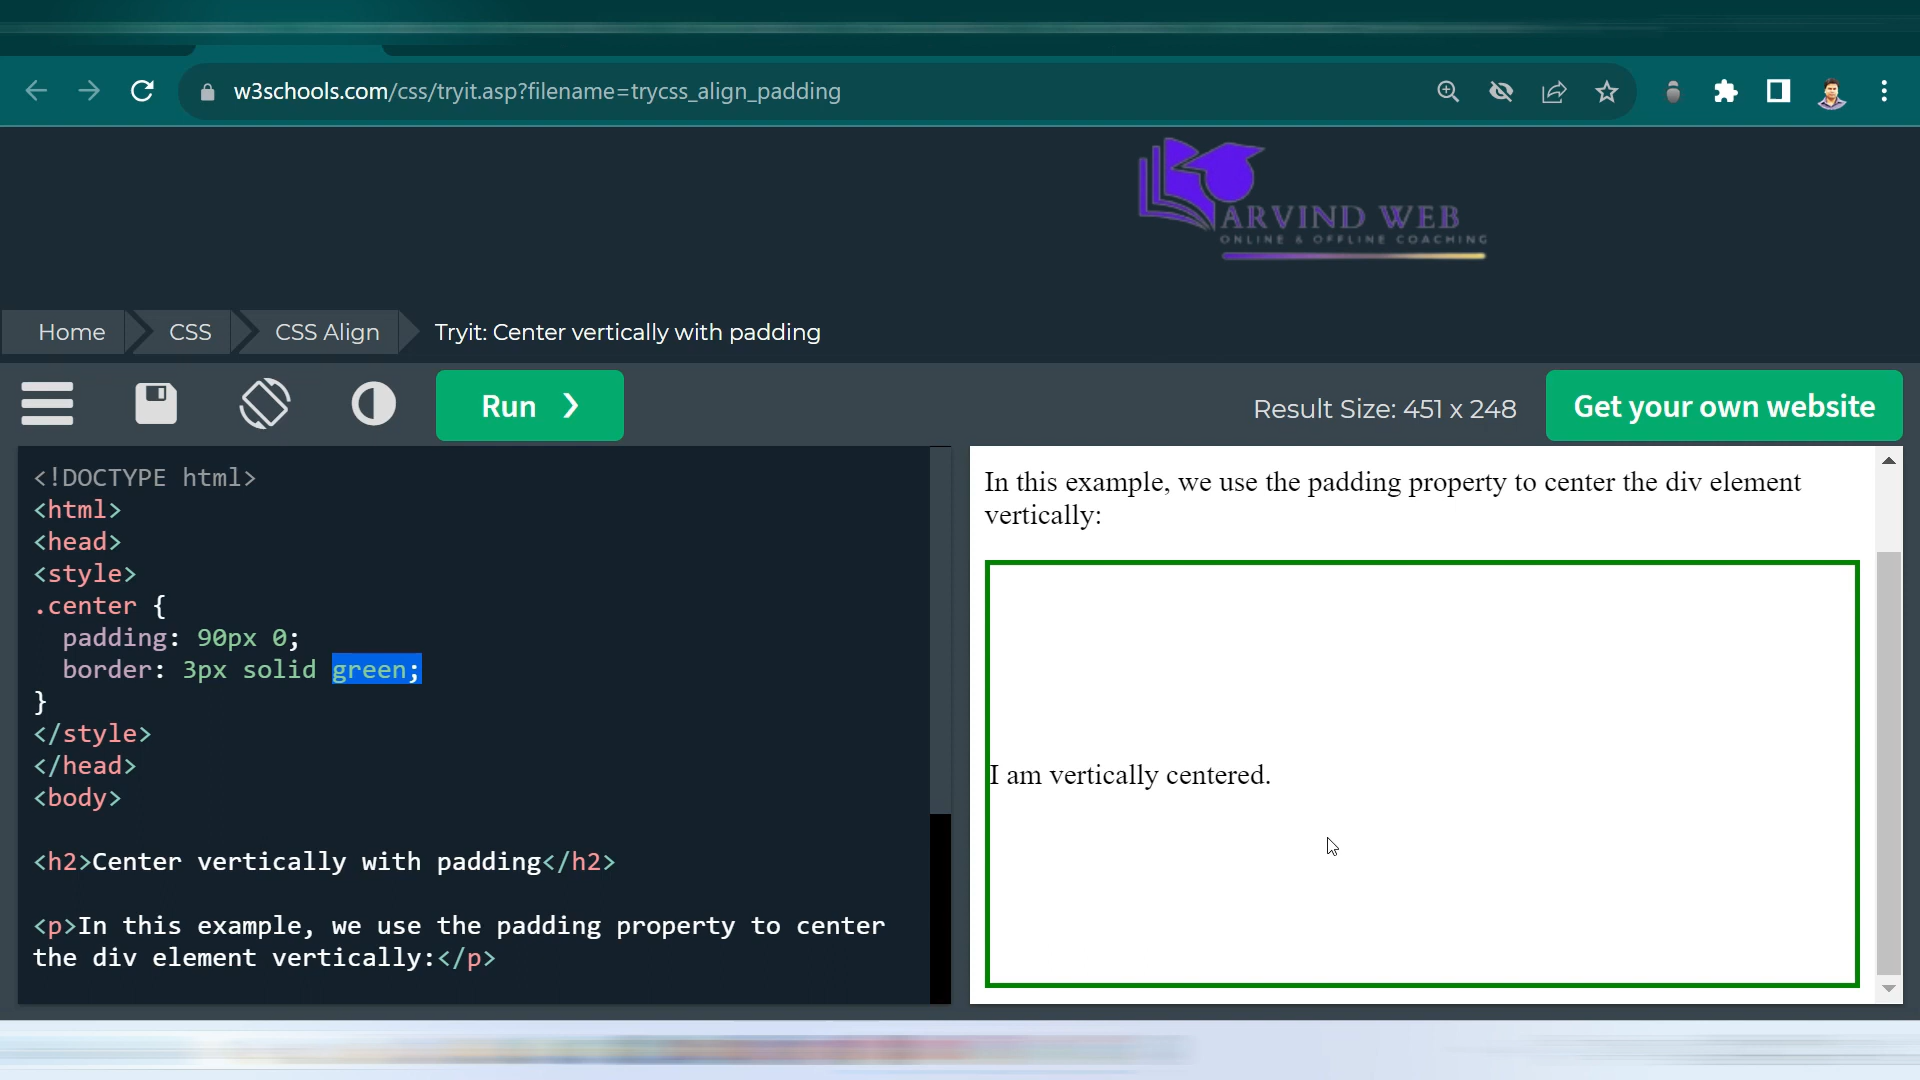 w3schools.com/css/tryit.asp?filename=trycss_align_padding
ARVIND WEB
ONLINE & OFFLINE COACHING
Home
CSS
CSS Align
Tryit: Center vertically with padding
Run ❯
Result Size: 451 x 248
Get your own website
<!DOCTYPE html>
<html>
<head>
<style>
.center {
  padding: 90px 0;
  border: 3px solid green;
}
</style>
</head>
<body>
<h2>Center vertically with padding</h2>
<p>In this example, we use the padding property to center
the div element vertically:</p>
In this example, we use the padding property to center the div element
vertically:
I am vertically centered.